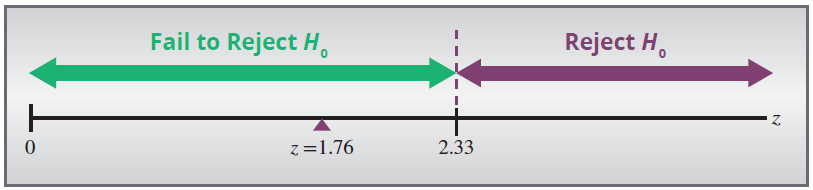 Fail to Reject H₀ Reject H₀
z
0 z =1.76 2.33